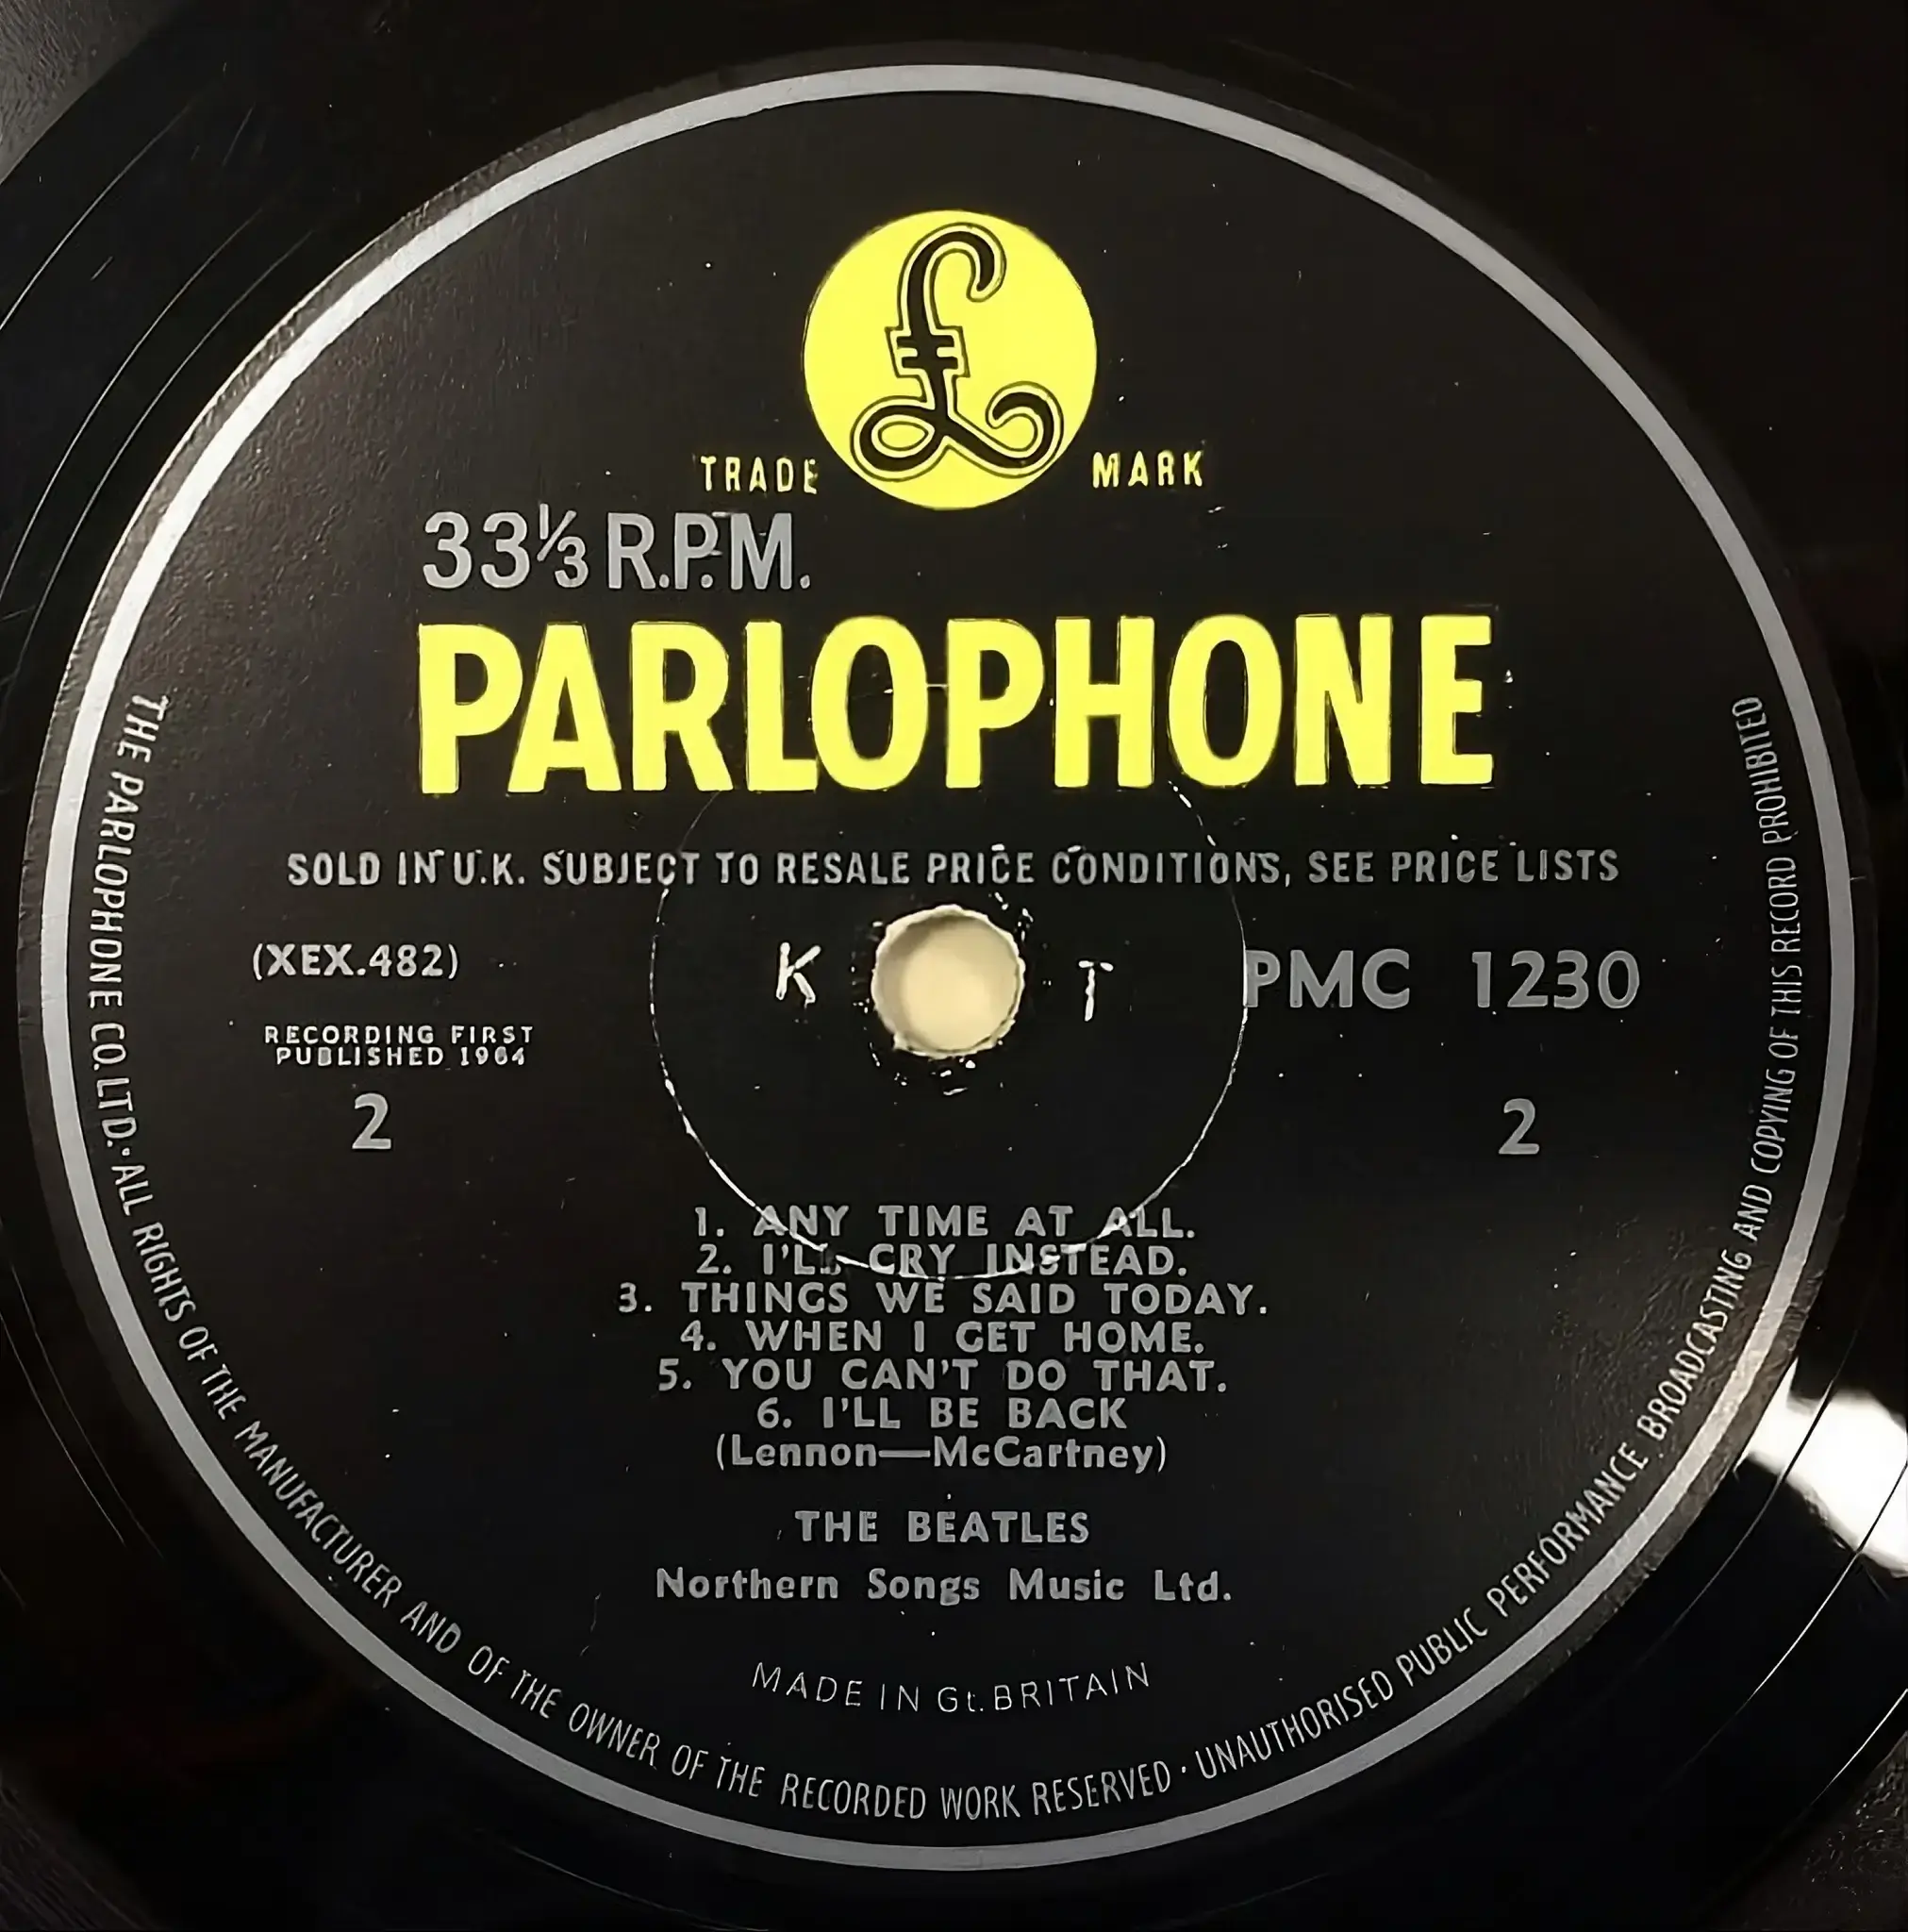 £
TRADE MARK
33⅓ R.P.M.
PARLOPHONE
SOLD IN U.K. SUBJECT TO RESALE PRICE CONDITIONS, SEE PRICE LISTS
(XEX.482)
K T
PMC 1230
RECORDING FIRST
PUBLISHED 1964
2
2
1. ANY TIME AT ALL.
2. I'LL CRY INSTEAD.
3. THINGS WE SAID TODAY.
4. WHEN I GET HOME.
5. YOU CAN'T DO THAT.
6. I'LL BE BACK
(Lennon—McCartney)
THE BEATLES
Northern Songs Music Ltd.
MADE IN Gt. BRITAIN
THE PARLOPHONE CO.LTD.·ALL RIGHTS OF THE MANUFACTURER AND OF THE OWNER OF THE RECORDED WORK RESERVED · UNAUTHORISED PUBLIC PERFORMANCE BROADCASTING AND COPYING OF THIS RECORD PROHIBITED